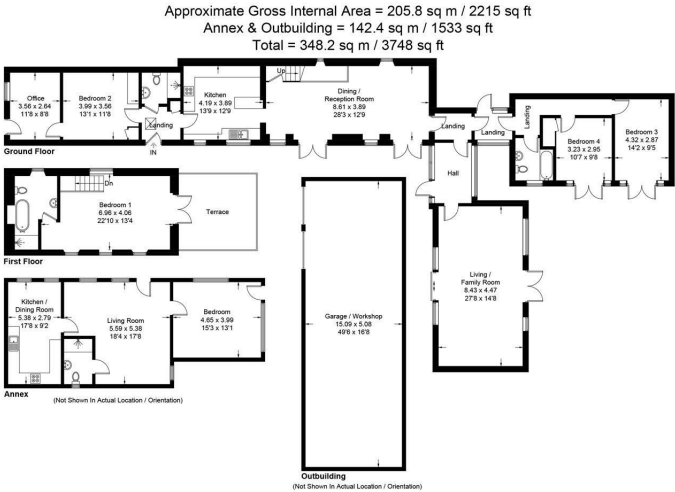 Approximate Gross Internal Area = 205.8 sq m / 2215 sq ft
Annex & Outbuilding = 142.4 sq m / 1533 sq ft
Total = 348.2 sq m / 3748 sq ft
Office
3.56 x 2.64
11'8 x 8'8
Bedroom 2
3.99 x 3.56
13'1 x 11'8
Landing
IN
Kitchen
4.19 x 3.89
13'9 x 12'9
Up
Dining /
Reception Room
8.61 x 3.89
28'3 x 12'9
Landing
Landing
Landing
Bedroom 4
3.23 x 2.95
10'7 x 9'8
Bedroom 3
4.32 x 2.87
14'2 x 9'5
Ground Floor
Hall
Dn
Bedroom 1
6.96 x 4.06
22'10 x 13'4
Terrace
First Floor
Living /
Family Room
8.43 x 4.47
27'8 x 14'8
Garage / Workshop
15.09 x 5.08
49'6 x 16'8
Kitchen /
Dining Room
5.38 x 2.79
17'8 x 9'2
Living Room
5.59 x 5.38
18'4 x 17'8
Bedroom
4.65 x 3.99
15'3 x 13'1
Annex
(Not Shown In Actual Location / Orientation)
Outbuilding
(Not Shown In Actual Location / Orientation)